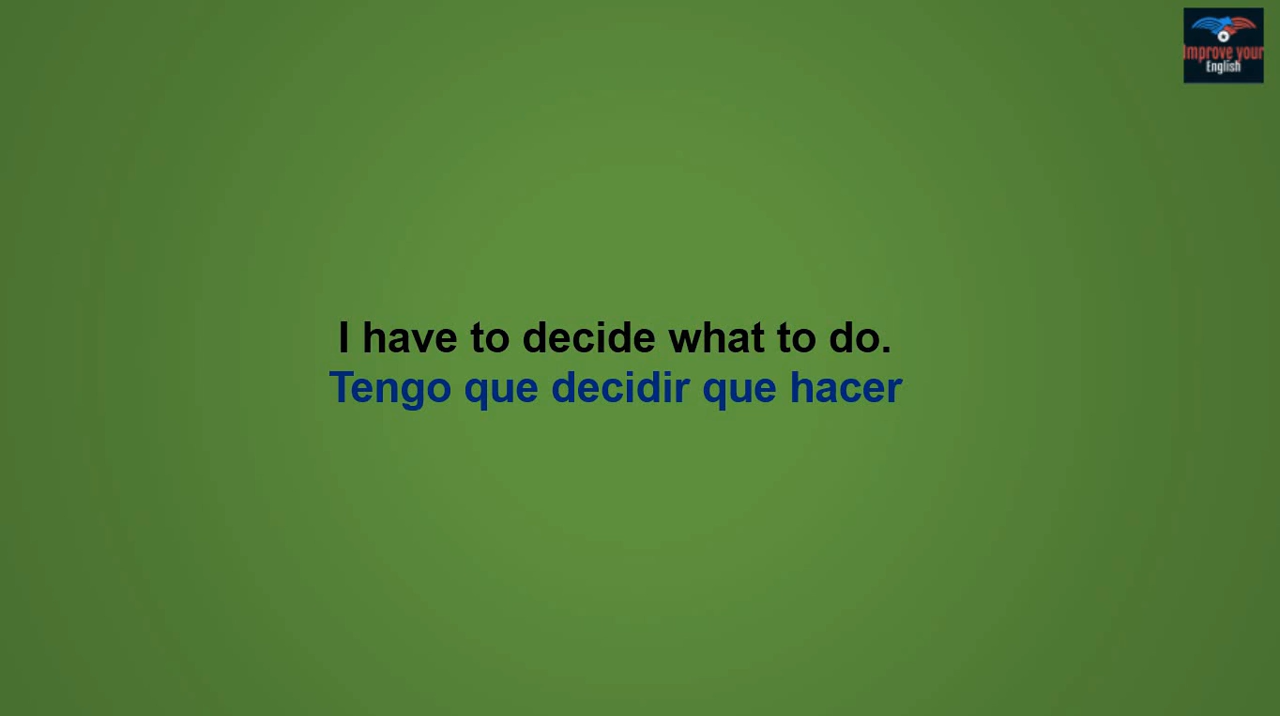 Improve your
English
I have to decide what to do.
Tengo que decidir que hacer